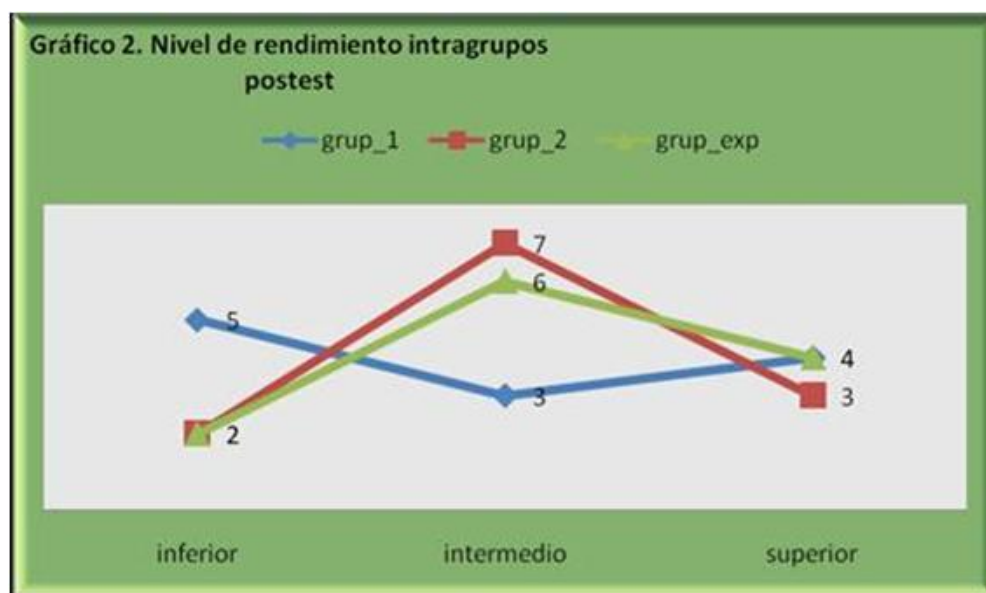 Gráfico 2. Nivel de rendimiento intragrupos
postest
grup_1 grup_2 grup_exp
7
6
5
4
3 3
2
inferior intermedio superior